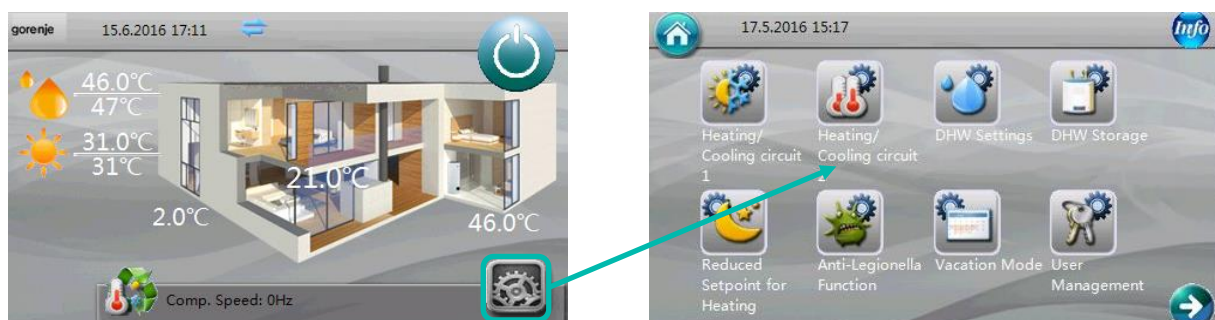 gorenje
15.6.2016 17:11
46.0°C
47°C
31.0°C
31°C
21.0°C
2.0°C
46.0°C
Comp. Speed: 0Hz
17.5.2016 15:17
Info
Heating/
Cooling circuit
1
Heating/
Cooling circuit
2
DHW Settings
DHW Storage
Reduced
Setpoint for
Heating
Anti-Legionella
Function
Vacation Mode
User
Management